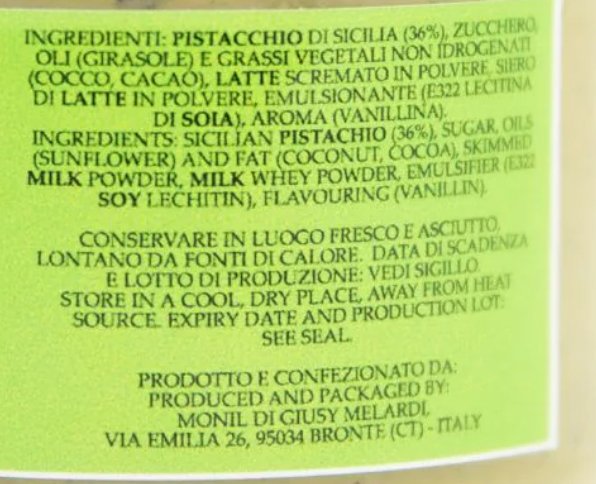 INGREDIENTI: PISTACCHIO DI SICILIA (36%), ZUCCHERO,
OLI (GIRASOLE) E GRASSI VEGETALI NON IDROGENATI
(COCCO, CACAO), LATTE SCREMATO IN POLVERE, SIERO
DI LATTE IN POLVERE, EMULSIONANTE (E322 LECITINA
DI SOIA), AROMA (VANILLINA).
INGREDIENTS: SICILIAN PISTACHIO (36%), SUGAR, OILS
(SUNFLOWER) AND FAT (COCONUT, COCOA), SKIMMED
MILK POWDER, MILK WHEY POWDER, EMULSIFIER (E322
SOY LECHITIN), FLAVOURING (VANILLIN).
CONSERVARE IN LUOGO FRESCO E ASCIUTTO,
LONTANO DA FONTI DI CALORE. DATA DI SCADENZA
E LOTTO DI PRODUZIONE: VEDI SIGILLO.
STORE IN A COOL, DRY PLACE, AWAY FROM HEAT
SOURCE. EXPIRY DATE AND PRODUCTION LOT:
SEE SEAL.
PRODOTTO E CONFEZIONATO DA:
PRODUCED AND PACKAGED BY:
MONIL DI GIUSY MELARDI,
VIA EMILIA 26, 95034 BRONTE (CT) - ITALY